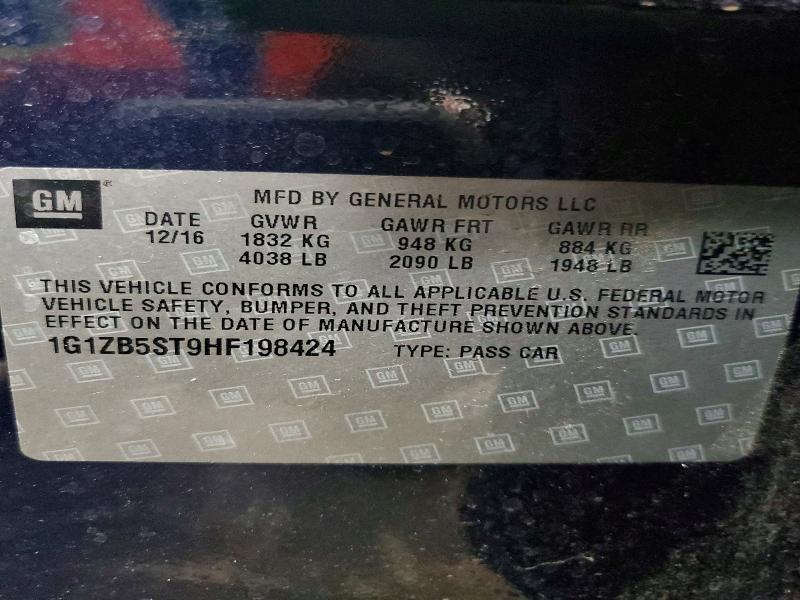 GM
MFD BY GENERAL MOTORS LLC
DATE GVWR GAWR FRT GAWR RR
12/16 1832 KG 948 KG 884 KG
4038 LB 2090 LB 1948 LB
THIS VEHICLE CONFORMS TO ALL APPLICABLE U.S. FEDERAL MOTOR
VEHICLE SAFETY, BUMPER, AND THEFT PREVENTION STANDARDS IN
EFFECT ON THE DATE OF MANUFACTURE SHOWN ABOVE.
1G1ZB5ST9HF198424 TYPE: PASS CAR